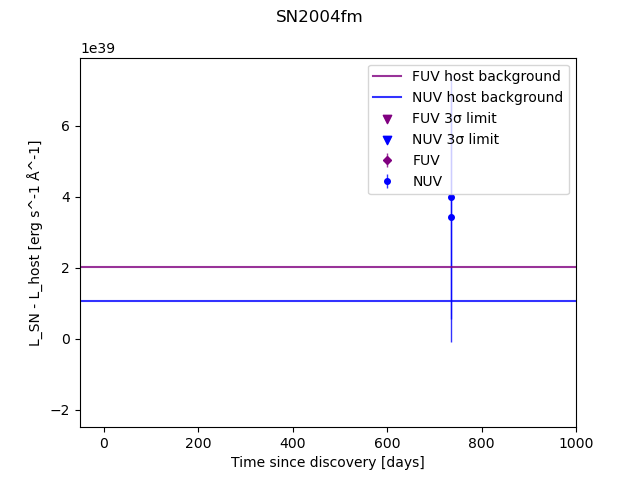 SN2004fm
1e39
FUV host background
NUV host background
FUV 3σ limit
NUV 3σ limit
FUV
NUV
6
4
2
0
−2
L_SN - L_host [erg s^-1 Å^-1]
0 200 400 600 800 1000
Time since discovery [days]